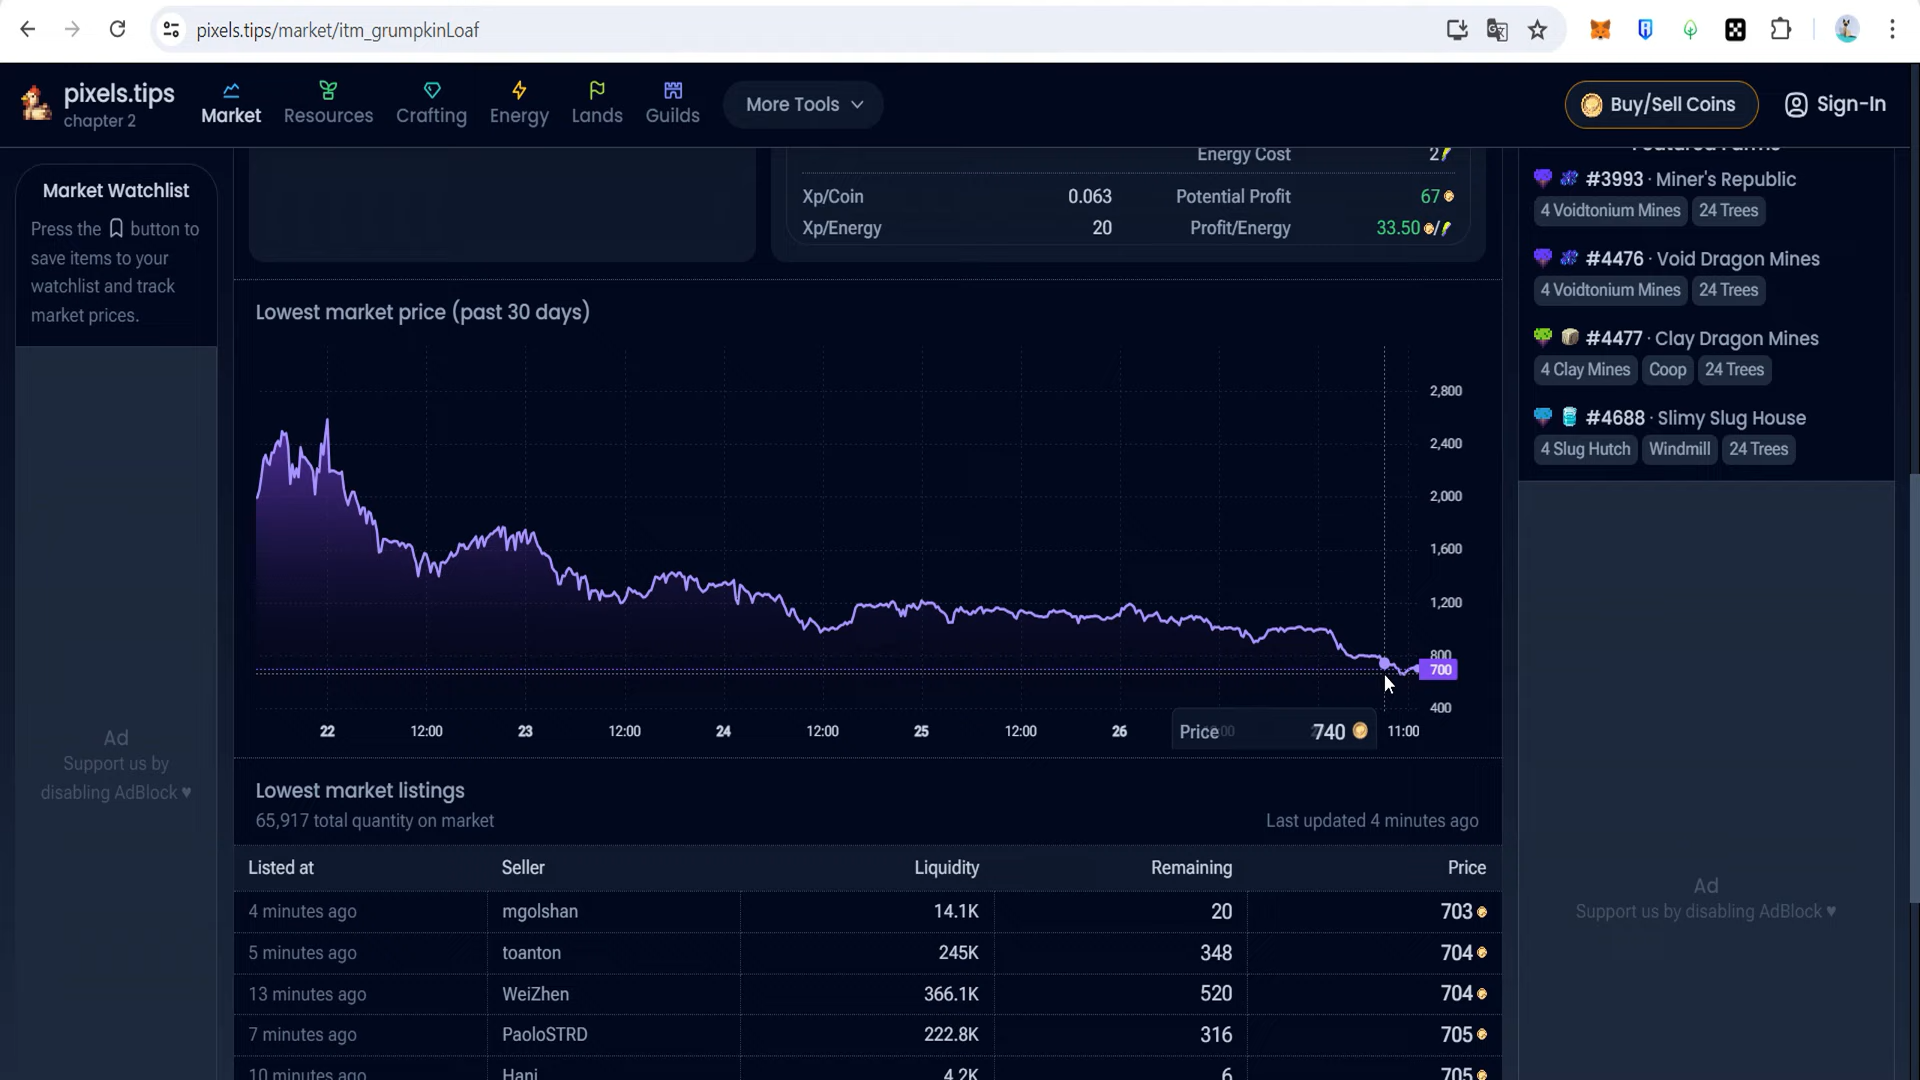 pixels.tips/market/itm_grumpkinLoaf
pixels.tips
chapter 2
Market
Resources
Crafting
Energy
Lands
Guilds
More Tools
Buy/Sell Coins
Sign-In
Market Watchlist
Press the button to
save items to your
watchlist and track
market prices.
Ad
Support us by
disabling AdBlock ♥
Energy Cost 2
Xp/Coin 0.063 Potential Profit 67
Xp/Energy 20 Profit/Energy 33.50 /
Lowest market price (past 30 days)
2,800
2,400
2,000
1,600
1,200
800
700
400
22 12:00 23 12:00 24 12:00 25 12:00 26 11:00
Price 740
Lowest market listings
65,917 total quantity on market Last updated 4 minutes ago
Listed at Seller Liquidity Remaining Price
4 minutes ago mgolshan 14.1K 20 703
5 minutes ago toanton 245K 348 704
13 minutes ago WeiZhen 366.1K 520 704
7 minutes ago PaoloSTRD 222.8K 316 705
10 minutes ago Hani 4.2K 6 705
Featured Farms
#3993 · Miner's Republic
4 Voidtonium Mines 24 Trees
#4476 · Void Dragon Mines
4 Voidtonium Mines 24 Trees
#4477 · Clay Dragon Mines
4 Clay Mines Coop 24 Trees
#4688 · Slimy Slug House
4 Slug Hutch Windmill 24 Trees
Ad
Support us by disabling AdBlock ♥